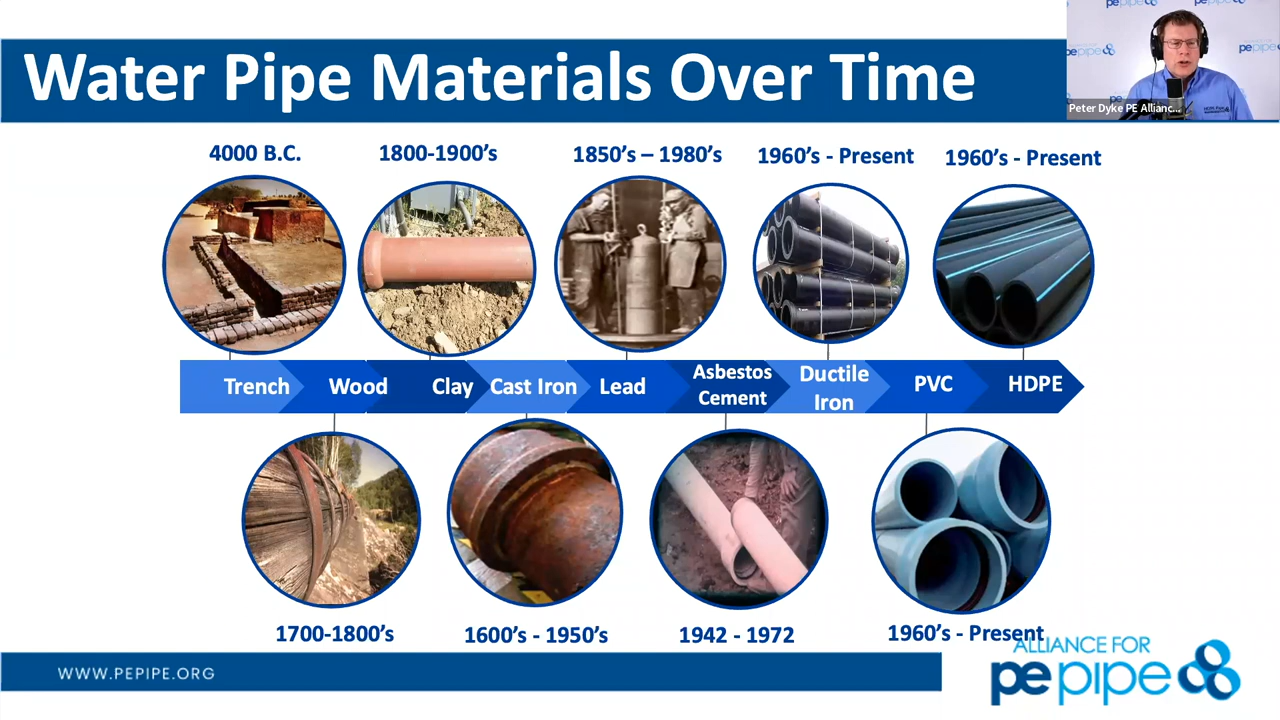 Water Pipe Materials Over Time
Peter Dyke PE Allianc...
4000 B.C.
1800-1900's
1850's – 1980's
1960's - Present
1960's - Present
Trench
Wood
Clay
Cast Iron
Lead
Asbestos
Cement
Ductile
Iron
PVC
HDPE
1700-1800's
1600's - 1950's
1942 - 1972
1960's - Present
WWW.PEPIPE.ORG
ALLIANCE FOR
pepipe